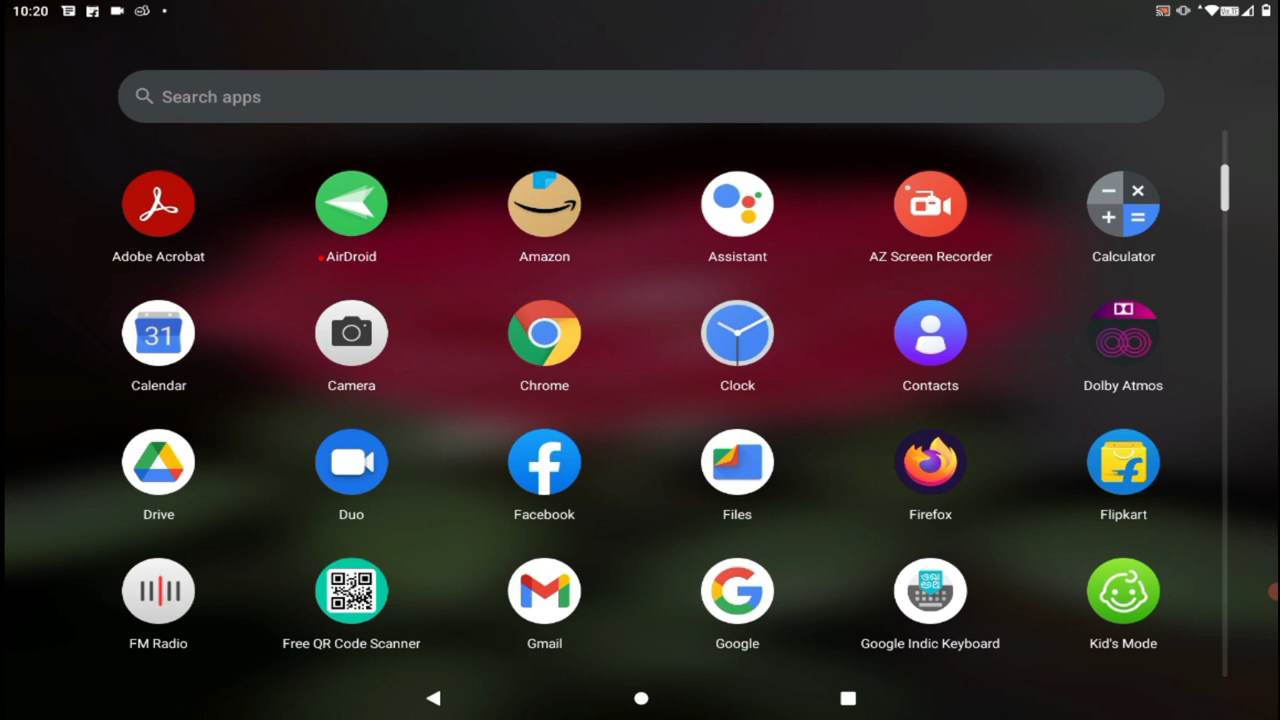 10:20
Search apps
Adobe Acrobat
AirDroid
Amazon
Assistant
AZ Screen Recorder
Calculator
31
Calendar
Camera
Chrome
Clock
Contacts
Dolby Atmos
Drive
Duo
Facebook
Files
Firefox
Flipkart
FM Radio
Free QR Code Scanner
Gmail
Google
Google Indic Keyboard
Kid's Mode